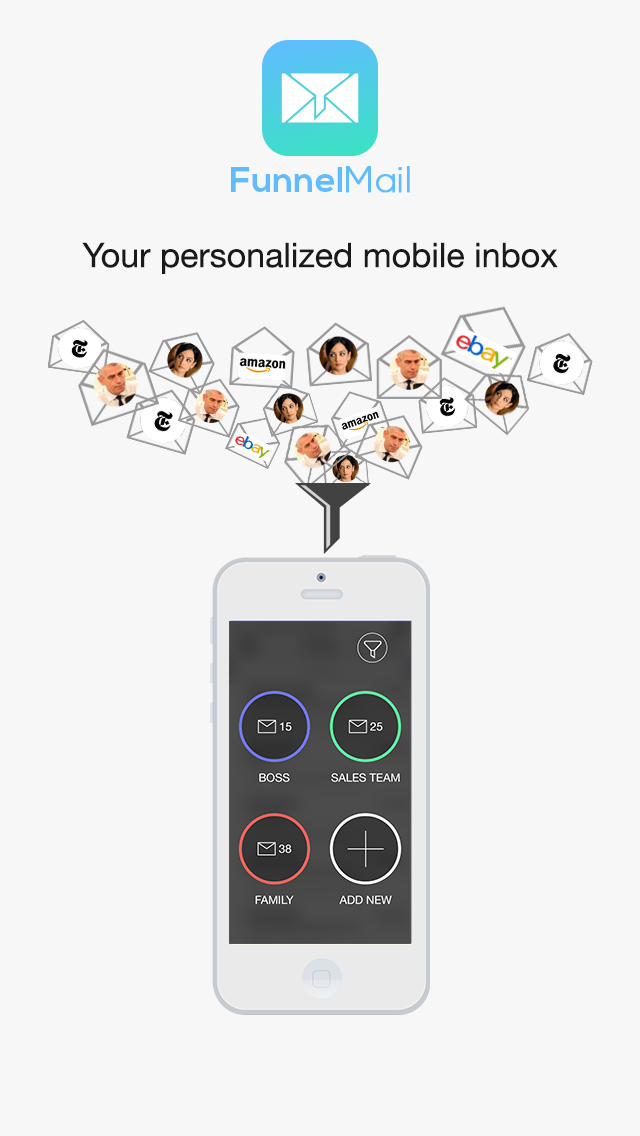 FunnelMail
Your personalized mobile inbox
T
amazon
ebay
T
T
amazon
T
ebay
15
25
BOSS
SALES TEAM
38
FAMILY
ADD NEW